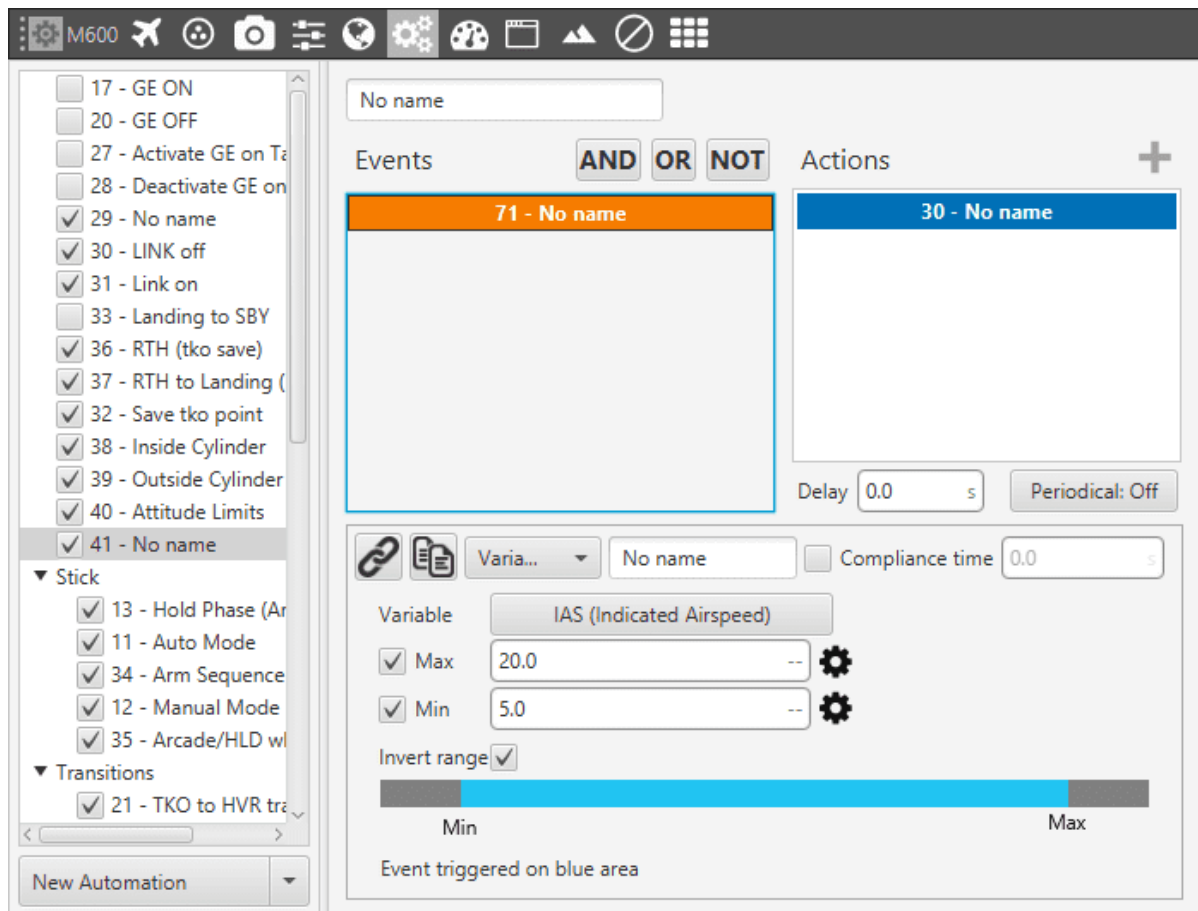 M600
17 - GE ON
20 - GE OFF
27 - Activate GE on Ta
28 - Deactivate GE on
29 - No name
30 - LINK off
31 - Link on
33 - Landing to SBY
36 - RTH (tko save)
37 - RTH to Landing (
32 - Save tko point
38 - Inside Cylinder
39 - Outside Cylinder
40 - Attitude Limits
41 - No name
Stick
13 - Hold Phase (Ar
11 - Auto Mode
34 - Arm Sequence
12 - Manual Mode
35 - Arcade/HLD wl
Transitions
21 - TKO to HVR tra
New Automation
No name
Events AND OR NOT
71 - No name
Actions
30 - No name
Delay 0.0 s Periodical: Off
Varia... No name Compliance time 0.0 s
Variable IAS (Indicated Airspeed)
Max 20.0 --
Min 5.0 --
Invert range
Min Max
Event triggered on blue area